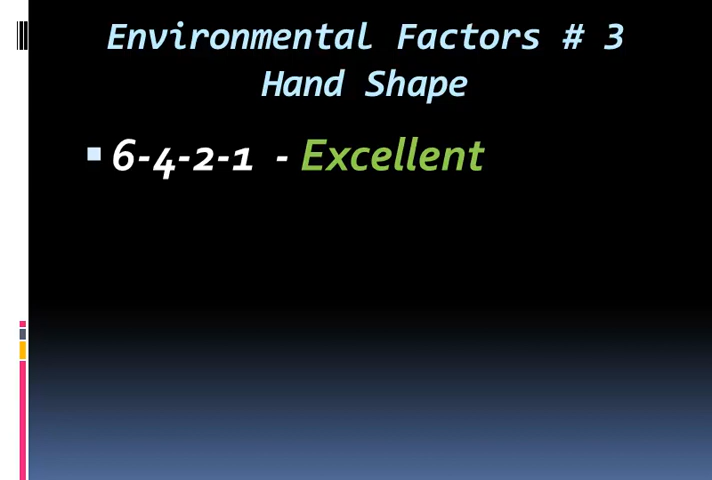 Environmental Factors # 3
Hand Shape
6-4-2-1 - Excellent